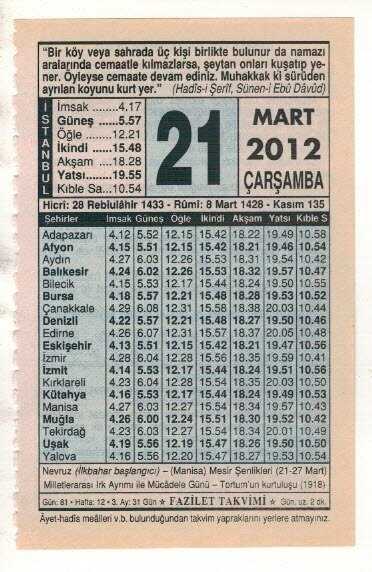 "Bir köy veya sahrada üç kişi birlikte bulunur da namazı
aralarında cemaatle kılmazlarsa, şeytan onları kuşatıp ye-
ner. Öyleyse cemaate devam ediniz. Muhakkak ki sürüden
ayrılan koyunu kurt yer." (Hadîs-i Şerîf, Sünen-i Ebû Dâvûd)
İSTANBUL
İmsak ......4.17
Güneş ......5.57
Öğle .......12.21
İkindi .....15.48
Akşam ....18.28
Yatsı.......19.55
Kıble Sa...10.54
21
MART
2012
ÇARŞAMBA
Hicri: 28 Rebiulâhir 1433 - Rûmi: 8 Mart 1428 - Kasım 135
Şehirler İmsak Güneş Öğle İkindi Akşam Yatsı Kıble S
Adapazarı 4.12 5.52 12.15 15.42 18.22 19.49 10.58
Afyon 4.15 5.51 12.15 15.42 18.21 19.46 10.54
Aydın 4.27 6.03 12.26 15.53 18.31 19.54 10.42
Balıkesir 4.24 6.02 12.26 15.53 18.32 19.57 10.47
Bilecik 4.15 5.53 12.17 15.44 18.24 19.50 10.55
Bursa 4.18 5.57 12.21 15.48 18.28 19.53 10.52
Çanakkale 4.29 6.08 12.31 15.58 18.38 20.03 10.44
Denizli 4.22 5.57 12.21 15.48 18.27 19.50 10.46
Edirne 4.26 6.07 12.31 15.57 18.37 20.05 10.48
Eskişehir 4.13 5.51 12.15 15.42 18.21 19.47 10.56
İzmir 4.28 6.04 12.28 15.56 18.35 19.59 10.41
İzmit 4.14 5.53 12.17 15.44 18.24 19.51 10.56
Kırklareli 4.23 6.04 12.28 15.54 18.35 20.03 10.50
Kütahya 4.16 5.53 12.17 15.44 18.24 19.49 10.53
Manisa 4.27 6.03 12.27 15.54 18.34 19.57 10.43
Muğla 4.26 6.00 12.24 15.51 18.30 19.52 10.42
Tekirdağ 4.23 6.03 12.27 15.54 18.34 20.01 10.49
Uşak 4.19 5.56 12.19 15.47 18.26 19.50 10.50
Yalova 4.16 5.56 12.20 15.47 18.27 19.53 10.54
Nevruz (İlkbahar başlangıcı) – (Manisa) Mesir Şenlikleri (21-27 Mart)
Milletlerarası Irk Ayrımı ile Mücâdele Günü – Tortum'un kurtuluşu (1918)
Gün: 81 • Hafta: 12 • 3. Ay: 31 Gün ★ FAZİLET TAKVİMİ ★ Gün. uz. 2 dk.
Âyet-hadîs meâlleri v.b. bulunduğundan takvim yapraklarını yerlere atmayınız.